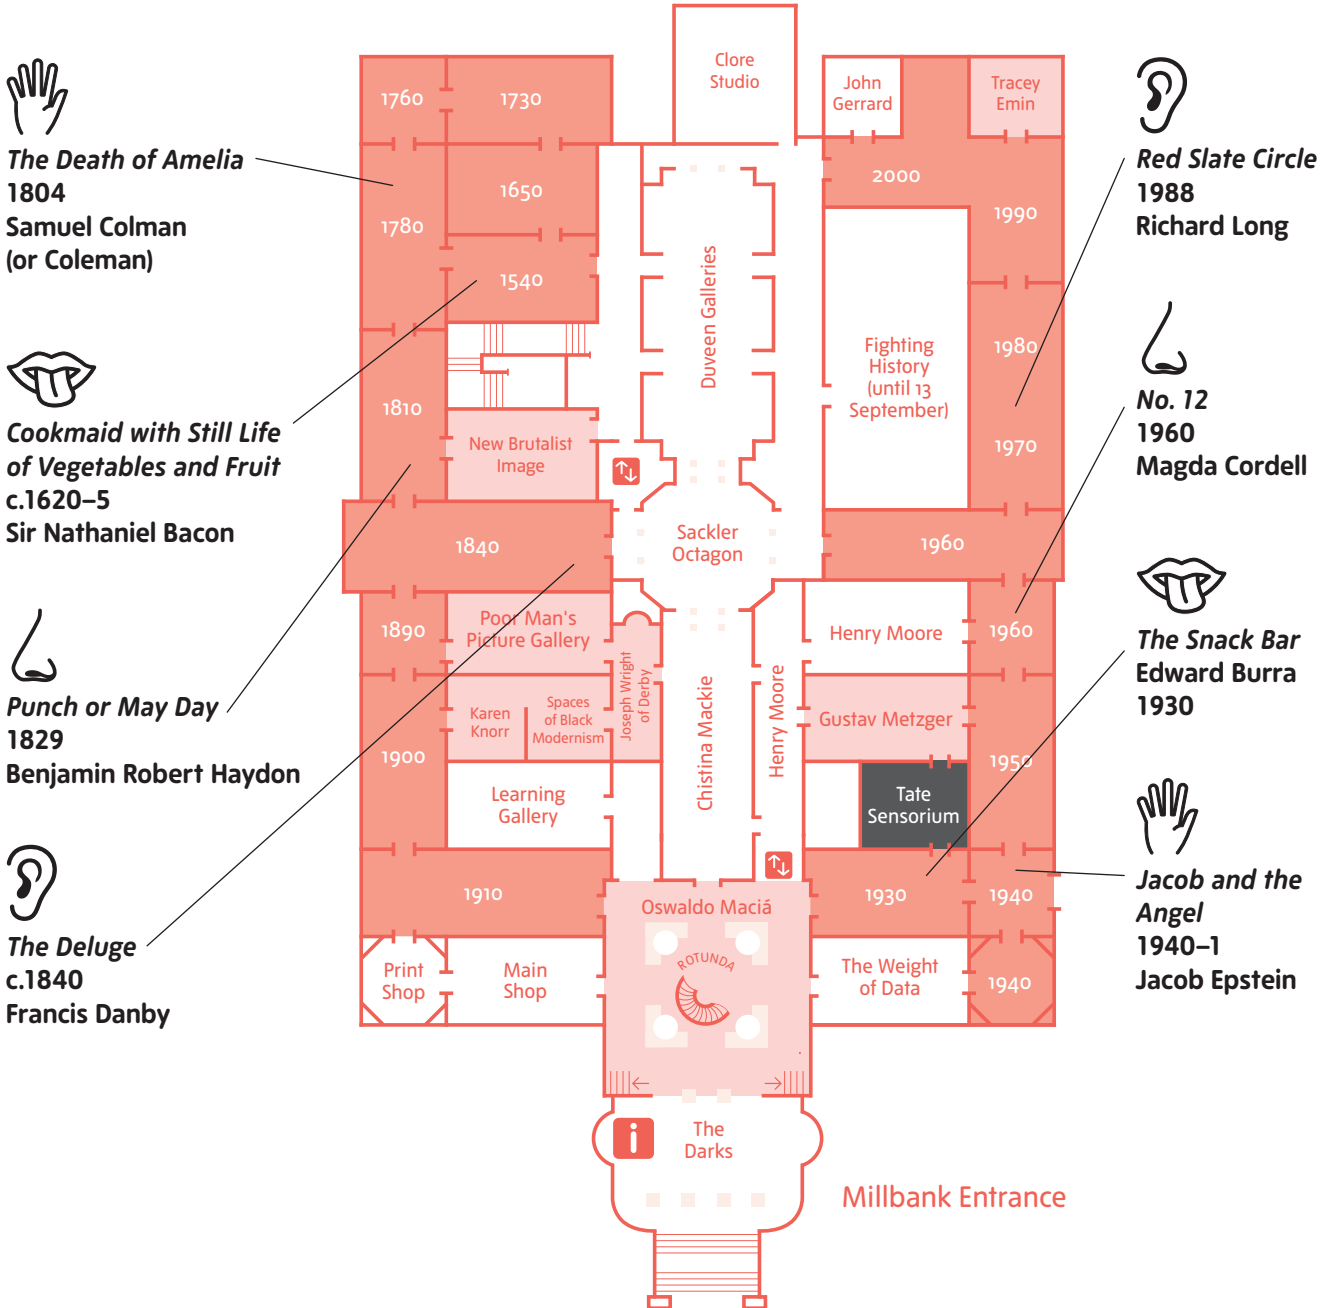 The Death of Amelia
1804
Samuel Colman
(or Coleman)
Cookmaid with Still Life
of Vegetables and Fruit
c.1620–5
Sir Nathaniel Bacon
Punch or May Day
1829
Benjamin Robert Haydon
The Deluge
c.1840
Francis Danby
1760
1730
1780
1650
1540
1810
New Brutalist
Image
1840
1890
Poor Man's
Picture Gallery
Joseph Wright
of Derby
Karen
Knorr
Spaces
of Black
Modernism
1900
Learning
Gallery
1910
Print
Shop
Main
Shop
Clore
Studio
Duveen Galleries
Sackler
Octagon
Chistina Mackie
Henry Moore
Oswaldo Maciá
ROTUNDA
i
The
Darks
Millbank Entrance
John
Gerrard
Tracey
Emin
2000
1990
Fighting
History
(until 13
September)
1980
1970
1960
Henry Moore
1960
Gustav Metzger
1950
Tate
Sensorium
1930
1940
The Weight
of Data
1940
Red Slate Circle
1988
Richard Long
No. 12
1960
Magda Cordell
The Snack Bar
Edward Burra
1930
Jacob and the
Angel
1940–1
Jacob Epstein